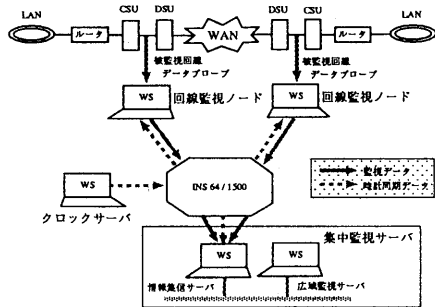 LAN
CSU
DSU
DSU
CSU
LAN
ルータ
WAN
ルータ
被監視回線
データプローブ
被監視回線
データプローブ
WS
回線監視ノード
WS
回線監視ノード
INS 64 / 1500
監視データ
時計同期データ
WS
クロックサーバ
集中監視サーバ
WS
WS
情報集信サーバ
広域監視サーバ